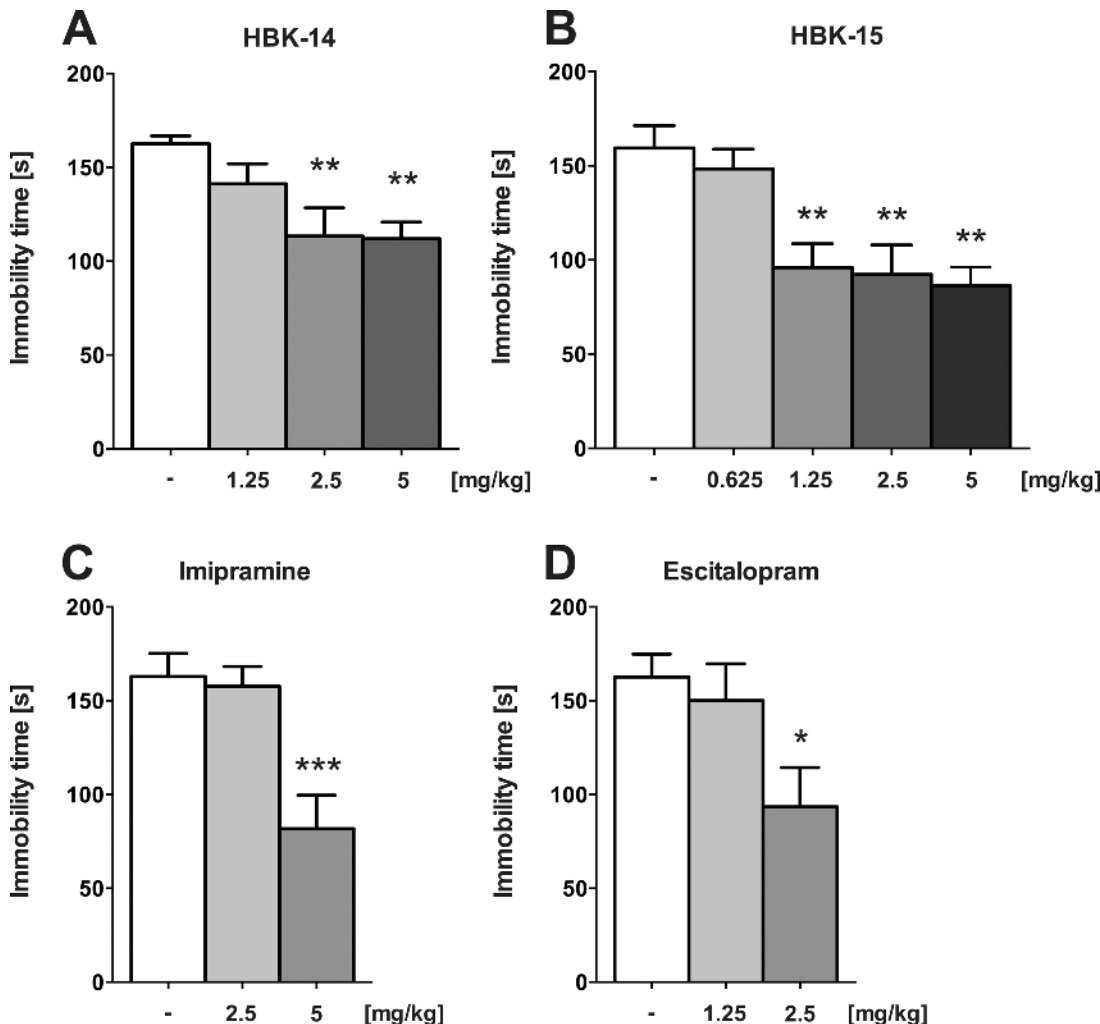 A
HBK-14
Immobility time [s]
200
150
100
50
0
**
**
- 1.25 2.5 5 [mg/kg]
B
HBK-15
Immobility time [s]
200
150
100
50
0
**
**
**
- 0.625 1.25 2.5 5 [mg/kg]
C
Imipramine
Immobility time [s]
200
150
100
50
0
***
- 2.5 5 [mg/kg]
D
Escitalopram
Immobility time [s]
200
150
100
50
0
*
- 1.25 2.5 [mg/kg]